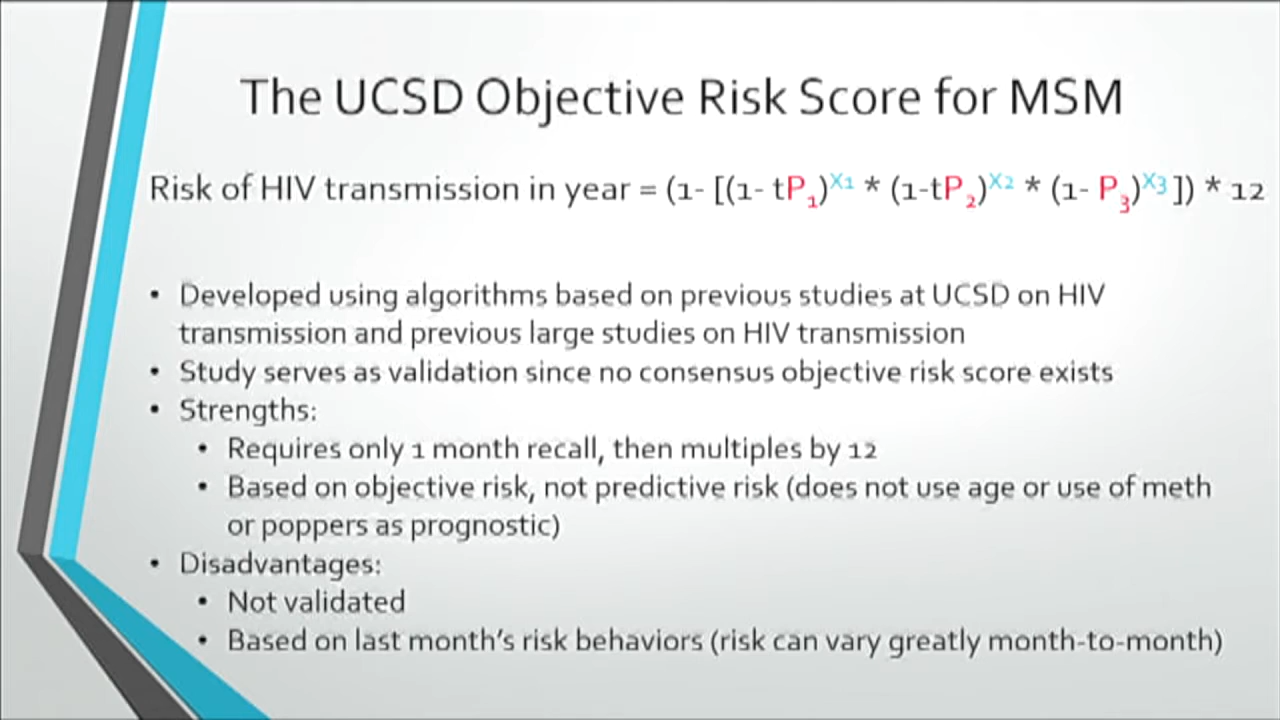 The UCSD Objective Risk Score for MSM
Risk of HIV transmission in year = (1- [(1- tP₁)ˣ¹ * (1-tP₂)ˣ² * (1- P₃)ˣ³]) * 12
• Developed using algorithms based on previous studies at UCSD on HIV
transmission and previous large studies on HIV transmission
• Study serves as validation since no consensus objective risk score exists
• Strengths:
• Requires only 1 month recall, then multiples by 12
• Based on objective risk, not predictive risk (does not use age or use of meth
or poppers as prognostic)
• Disadvantages:
• Not validated
• Based on last month's risk behaviors (risk can vary greatly month-to-month)